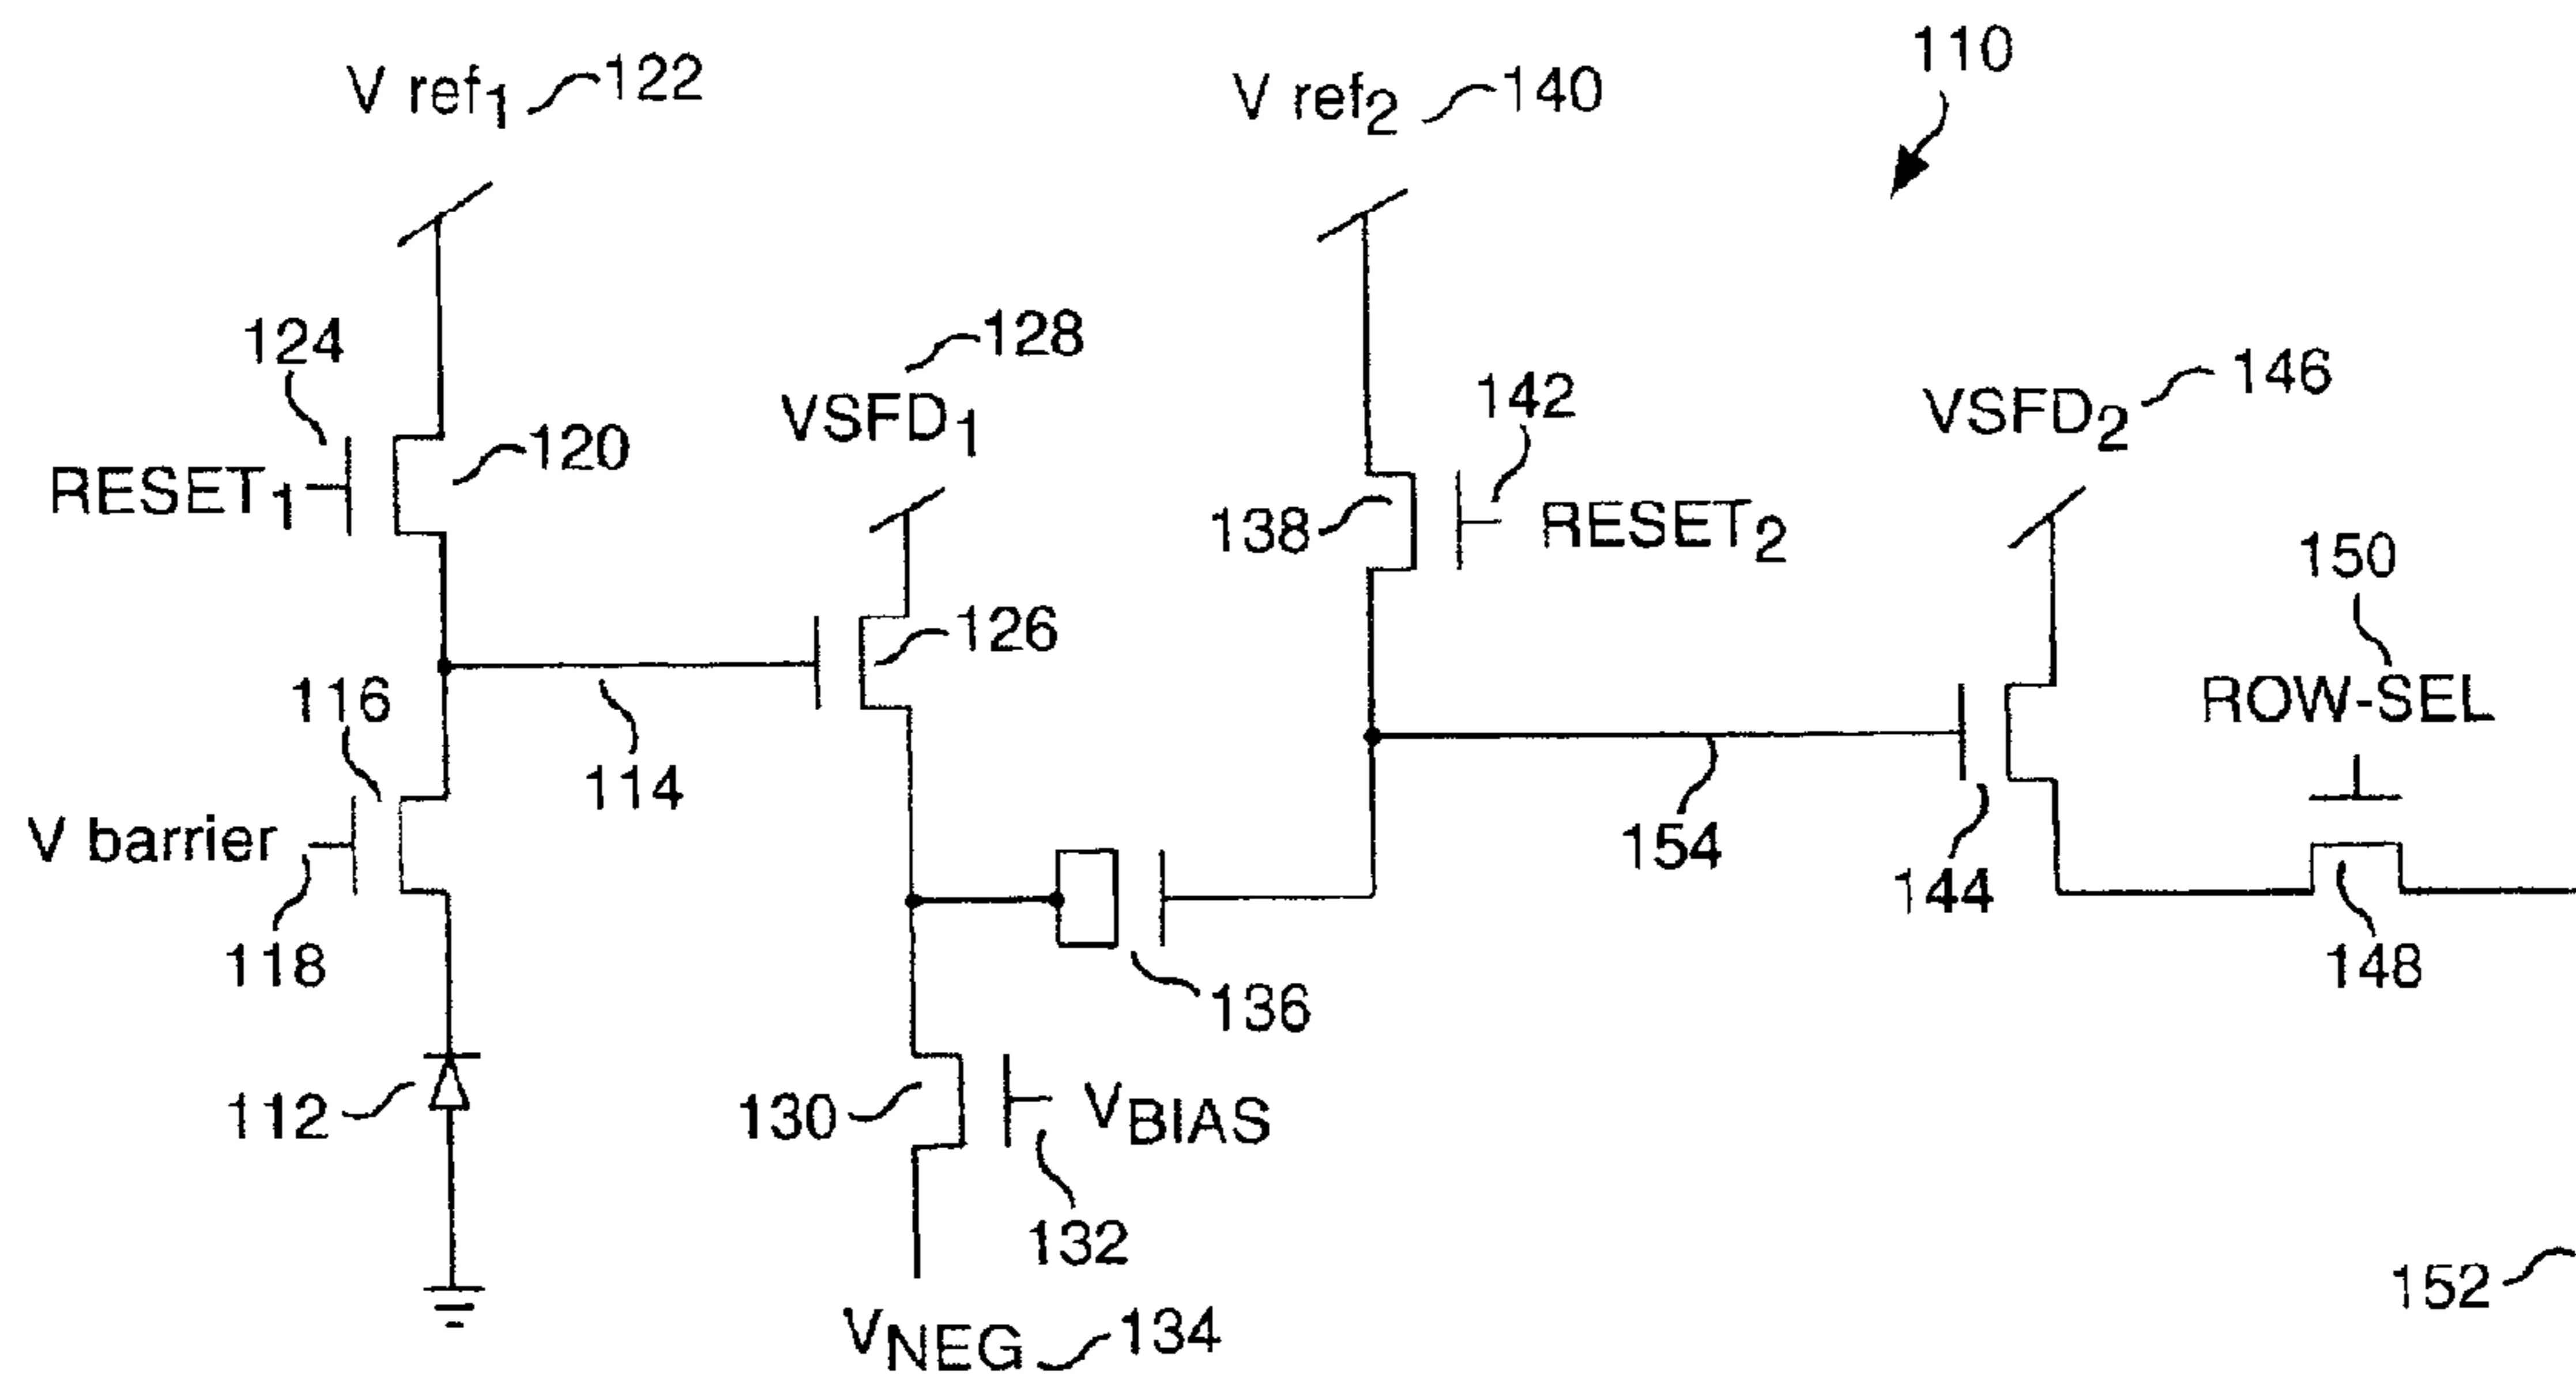 110
V ref1 122
V ref2 140
124
128
VSFD1
146
VSFD2
142
RESET1
120
138
RESET2
150
ROW-SEL
126
116
114
154
V barrier
144
118
148
136
112
130
VBIAS
132
152
VNEG 134